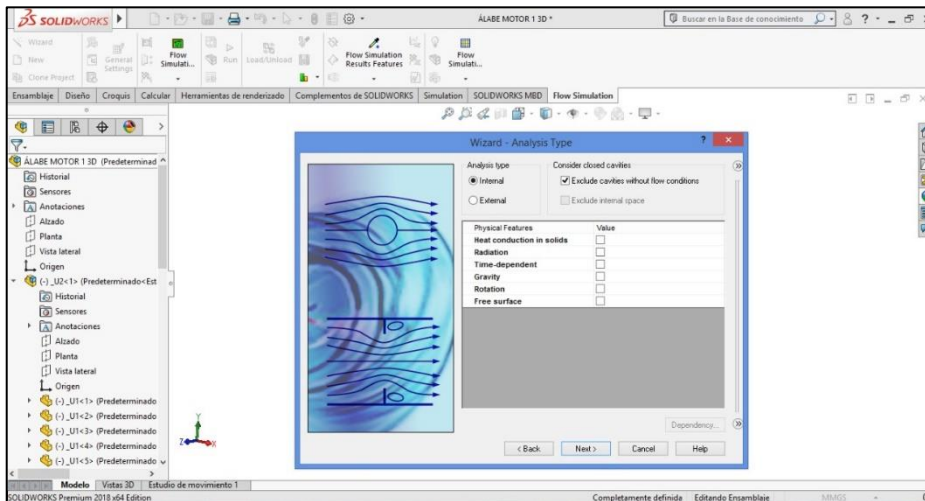 SOLIDWORKS
ÁLABE MOTOR 1 3D *
Buscar en la Base de conocimiento
Wizard
New
Clone Project
General Settings
Flow Simulati...
Run
Load/Unload
Flow Simulation Results Features
Flow Simulati...
Ensamblaje Diseño Croquis Calcular Herramientas de renderizado Complementos de SOLIDWORKS Simulation SOLIDWORKS MBD Flow Simulation
ÁLABE MOTOR 1 3D (Predeterminad
Historial
Sensores
Anotaciones
Alzado
Planta
Vista lateral
Origen
(-) _U2<1> (Predeterminado<Est
Historial
Sensores
Anotaciones
Alzado
Planta
Vista lateral
Origen
(-) _U1<1> (Predeterminado
(-) _U1<2> (Predeterminado
(-) _U1<3> (Predeterminado
(-) _U1<4> (Predeterminado
(-) _U1<5> (Predeterminado
Wizard - Analysis Type
Analysis type
Internal
External
Consider closed cavities
Exclude cavities without flow conditions
Exclude internal space
Physical Features Value
Heat conduction in solids
Radiation
Time-dependent
Gravity
Rotation
Free surface
Dependency...
< Back Next > Cancel Help
Y
Z X
Modelo Vistas 3D Estudio de movimiento 1
SOLIDWORKS Premium 2018 x64 Edition Completamente definida Editando Ensamblaje MMGS